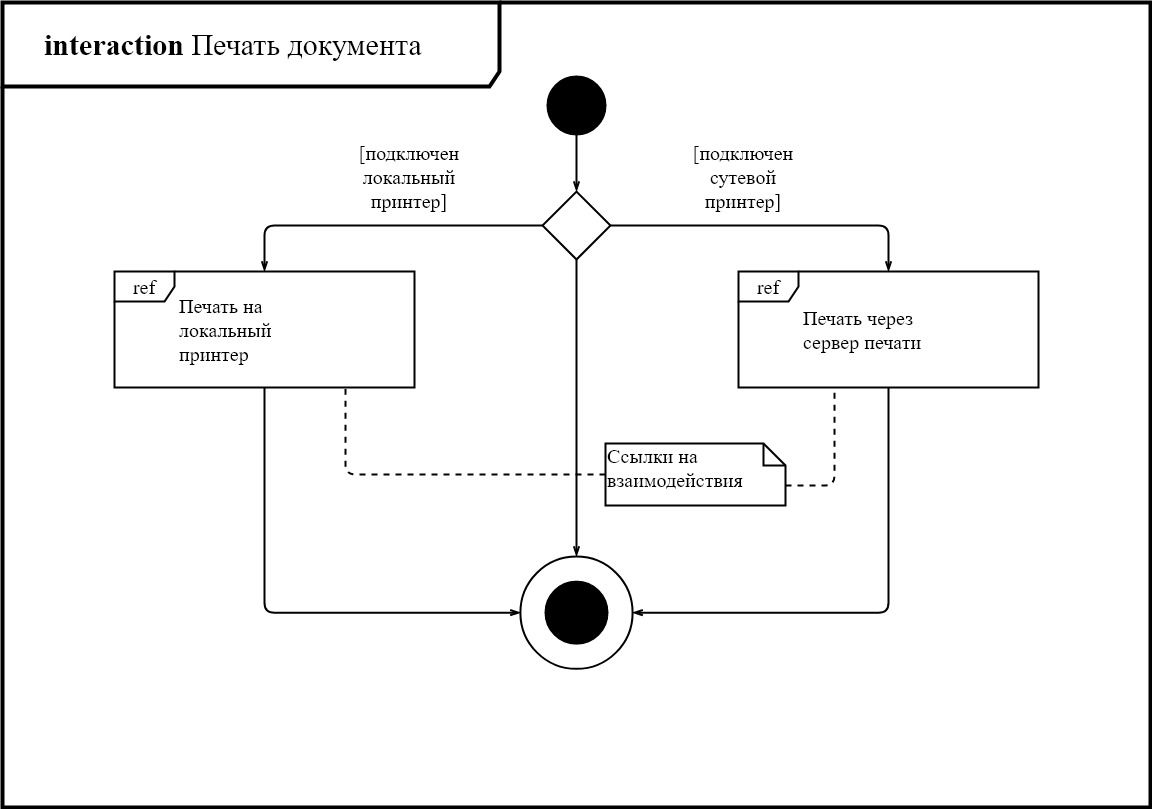 interaction Печать документа
[подключен
локальный
принтер]
[подключен
сутевой
принтер]
ref
Печать на
локальный
принтер
ref
Печать через
сервер печати
Ссылки на
взаимодействия